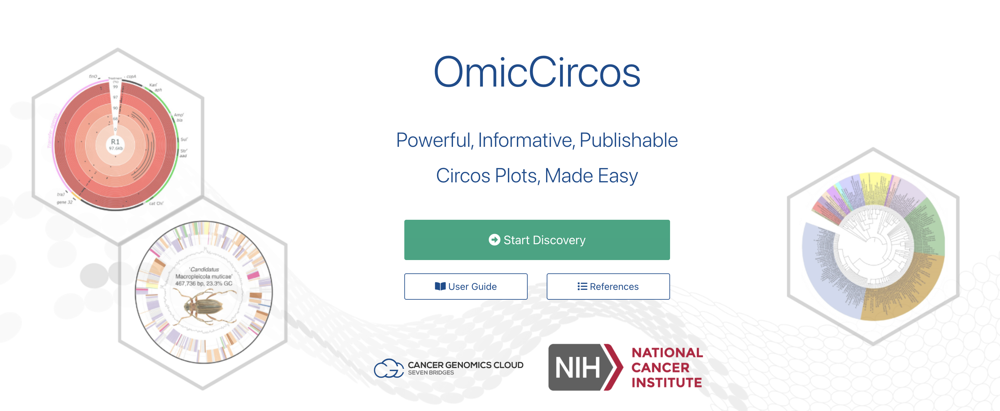 OmicCircos
Powerful, Informative, Publishable
Circos Plots, Made Easy
Start Discovery
User Guide
References
CANCER GENOMICS CLOUD
SEVEN BRIDGES
NIH
NATIONAL
CANCER
INSTITUTE
finO
Treatment
(%)
copA
99
Kanʳ
aph
97
90
Ampʳ
bla
68
0
Transfer operon
R1
97.6Kb
Sulʳ
Strʳ
aad
traJ
gene 32
cat Chlʳ
'Candidatus
Macropleicola muticae'
467,736 bp, 23.3% GC